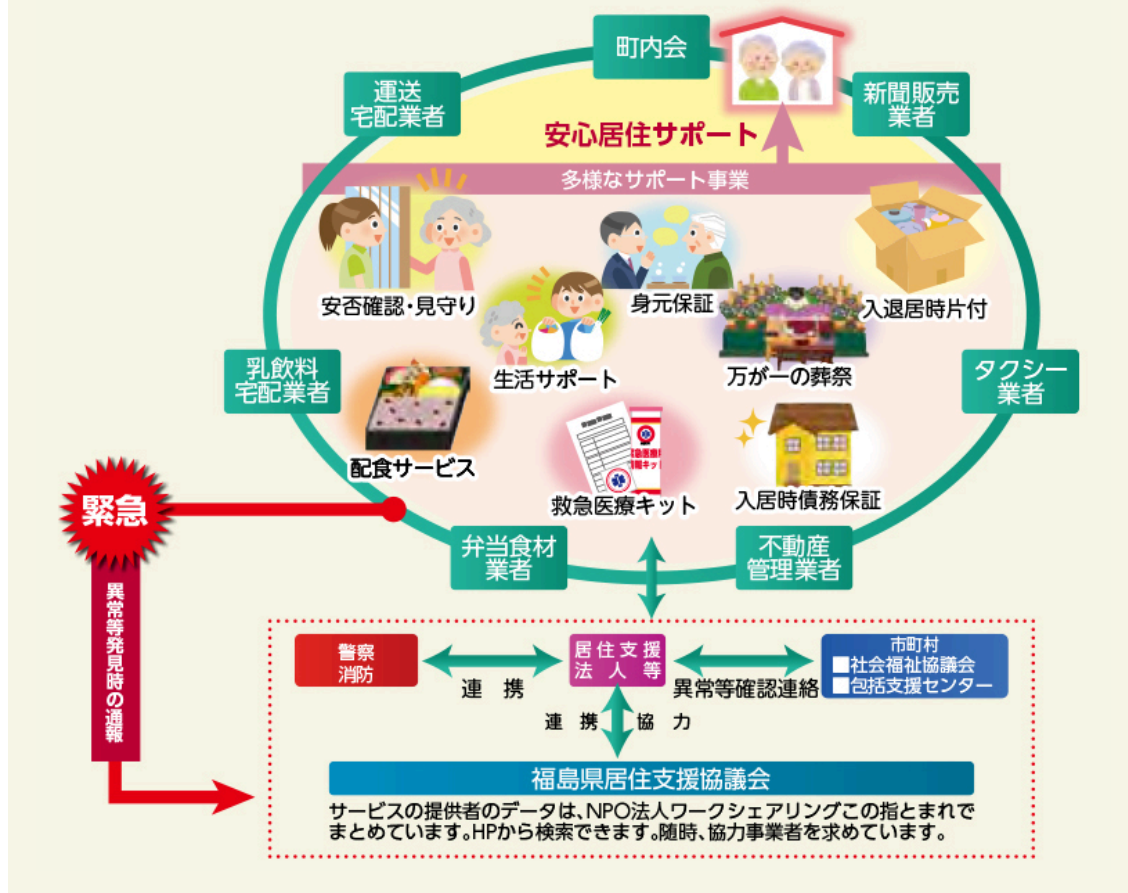 町内会
運送
宅配業者
新聞販売
業者
安心居住サポート
多様なサポート事業
安否確認・見守り
身元保証
入退居時片付
生活サポート
万が一の葬祭
乳飲料
宅配業者
タクシー
業者
配食サービス
救急医療キット
入居時債務保証
緊急
弁当食材
業者
不動産
管理業者
異常等発見時の通報
警察
消防
連携
居住支援
法人等
異常等確認連絡
市町村
■社会福祉協議会
■包括支援センター
連携 協力
福島県居住支援協議会
サービスの提供者のデータは、NPO法人ワークシェアリングこの指とまれで
まとめています。HPから検索できます。随時、協力事業者を求めています。